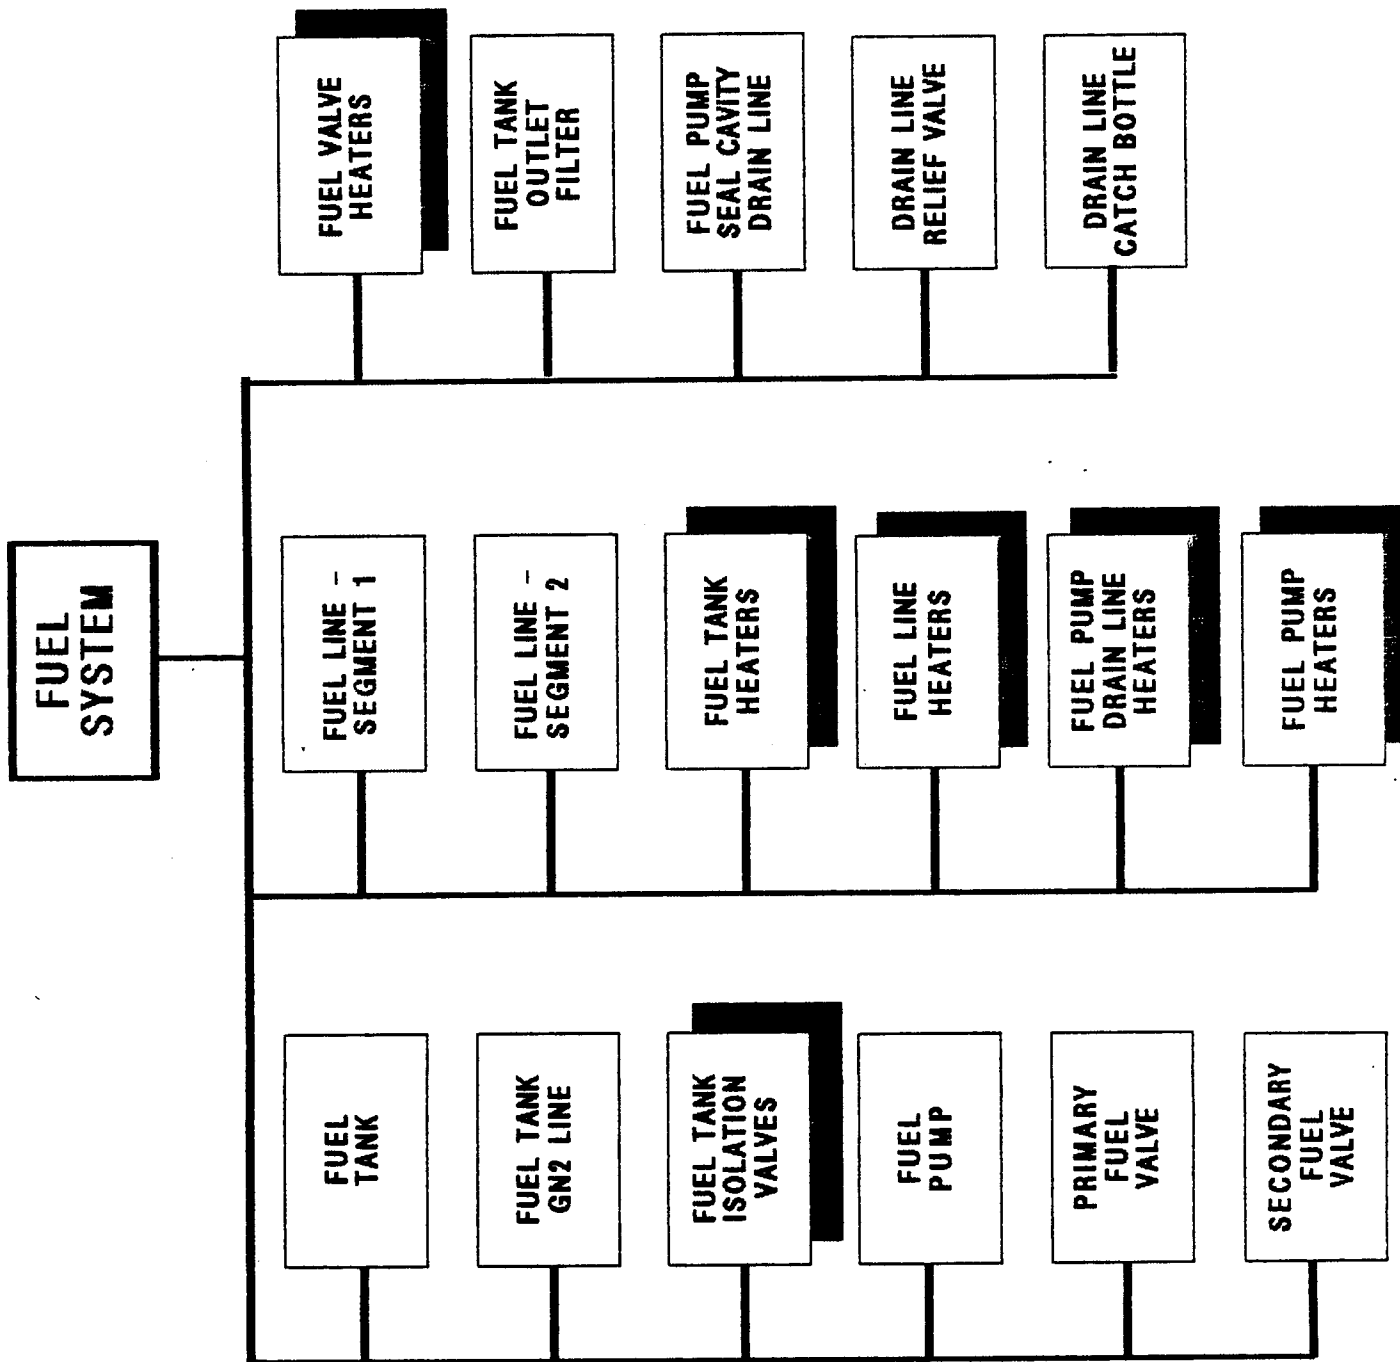 FUEL
SYSTEM
FUEL
TANK
FUEL TANK
GN2 LINE
FUEL TANK
ISOLATION
VALVES
FUEL
PUMP
PRIMARY
FUEL
VALVE
SECONDARY
FUEL
VALVE
FUEL LINE –
SEGMENT 1
FUEL LINE –
SEGMENT 2
FUEL TANK
HEATERS
FUEL LINE
HEATERS
FUEL PUMP
DRAIN LINE
HEATERS
FUEL PUMP
HEATERS
FUEL VALVE
HEATERS
FUEL TANK
OUTLET
FILTER
FUEL PUMP
SEAL CAVITY
DRAIN LINE
DRAIN LINE
RELIEF VALVE
DRAIN LINE
CATCH BOTTLE